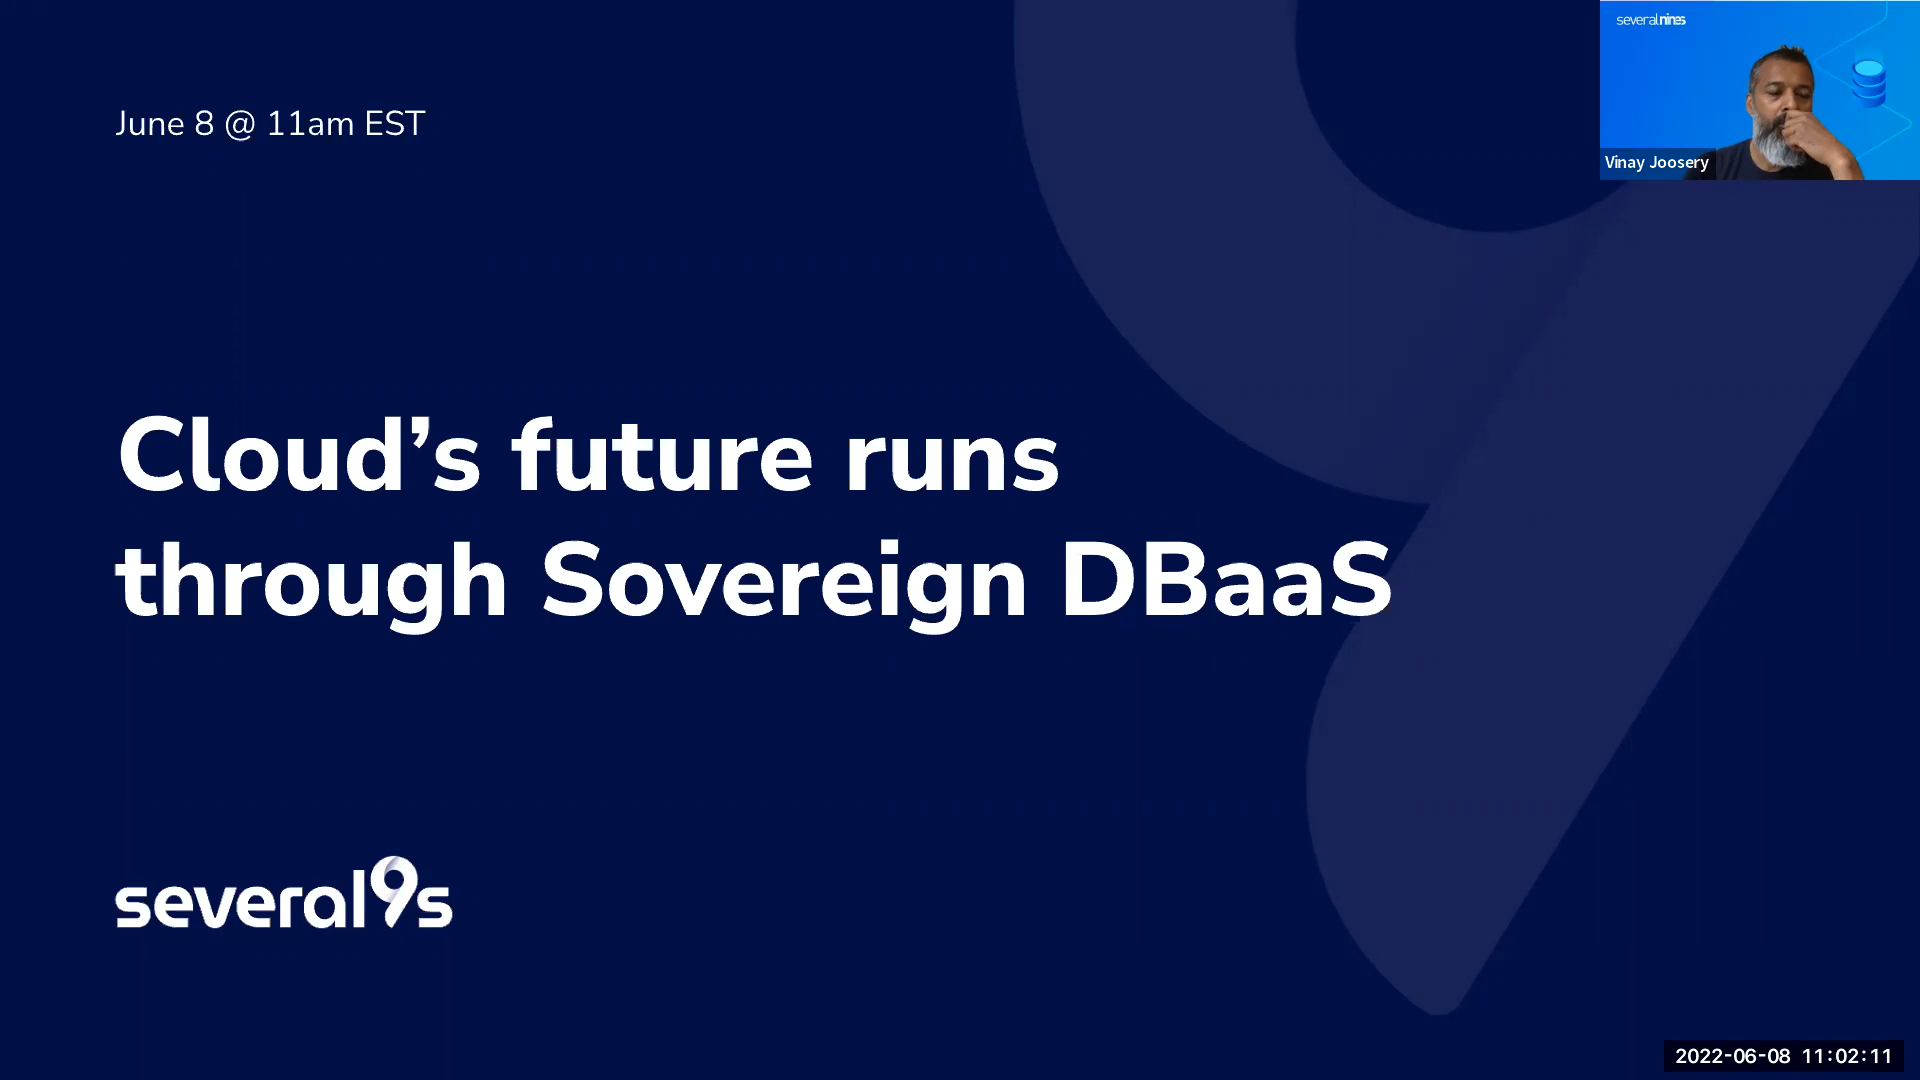 severalnines
June 8 @ 11am EST
Vinay Joosery
Cloud’s future runs
through Sovereign DBaaS
several9s
2022-06-08 11:02:11